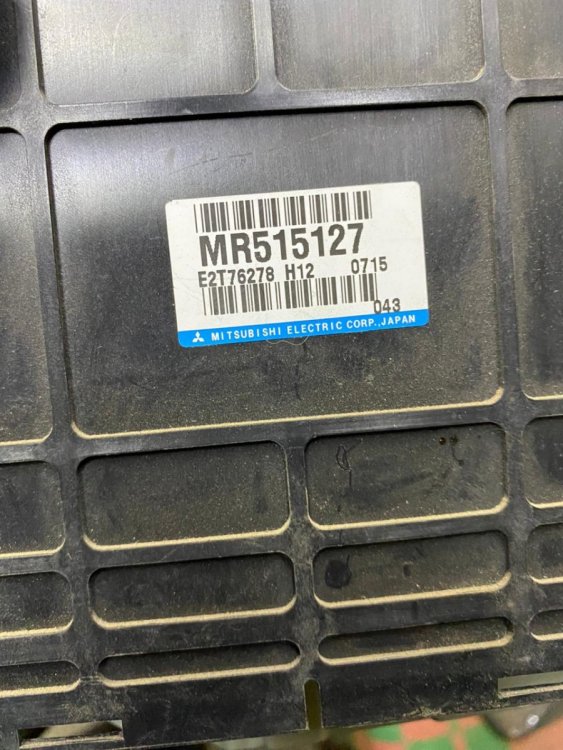 MR515127
E2T76278 H12 0715
043
MITSUBISHI ELECTRIC CORP.,JAPAN